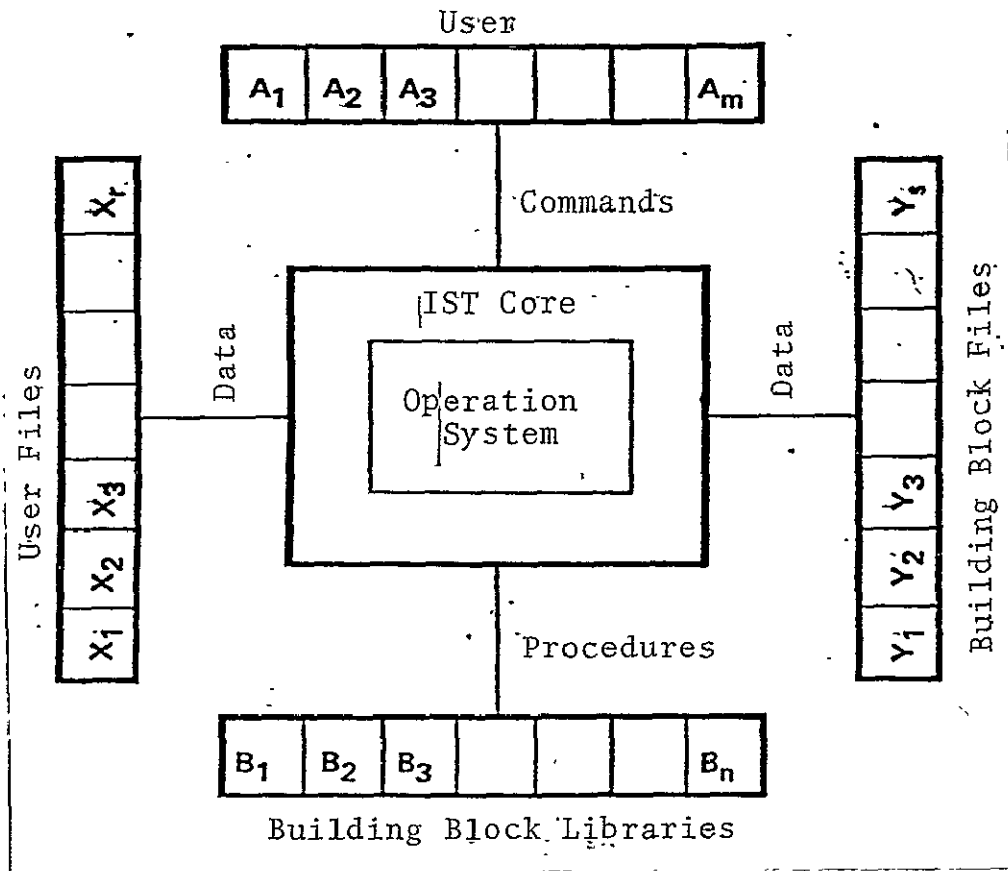 User
A1 A2 A3 Am
Commands
Xr
X3
X2
X1
User Files
Data
IST Core
Operation
System
Data
Ys
Y3
Y2
Y1
Building Block Files
Procedures
B1 B2 B3 Bn
Building Block Libraries